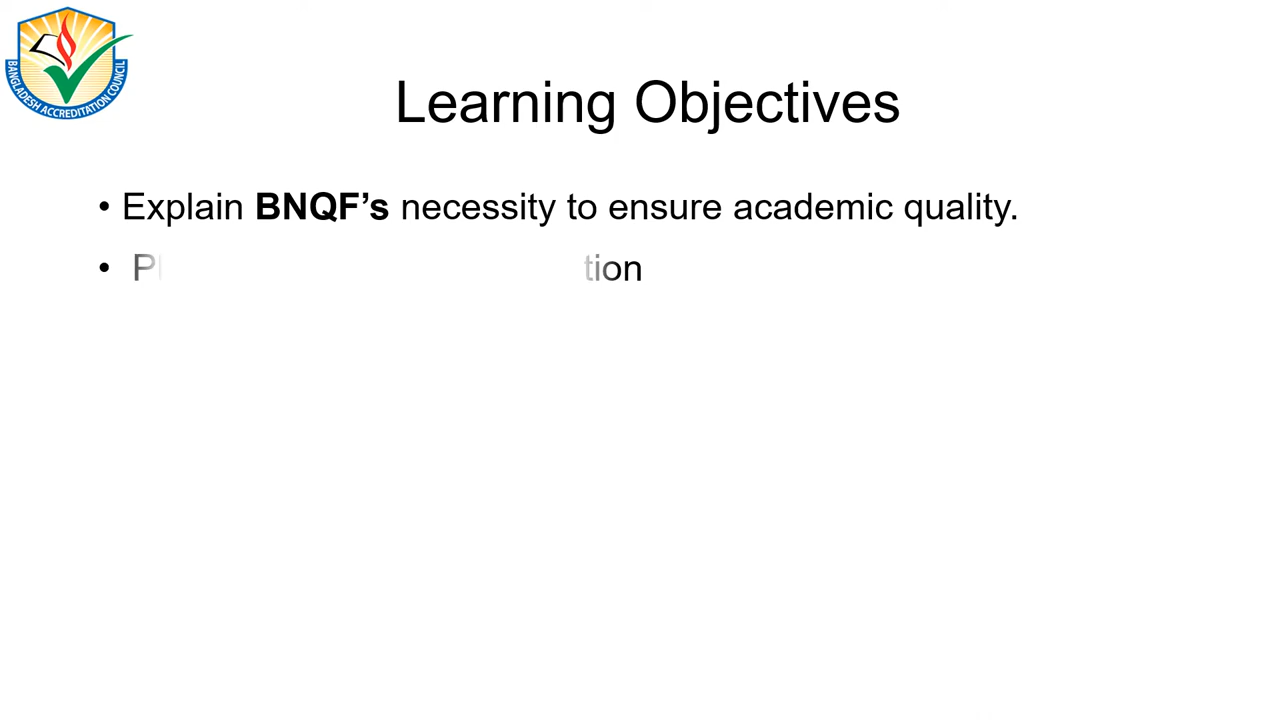 BANGLADESH ACCREDITATION COUNCIL
Learning Objectives
• Explain BNQF’s necessity to ensure academic quality.
•